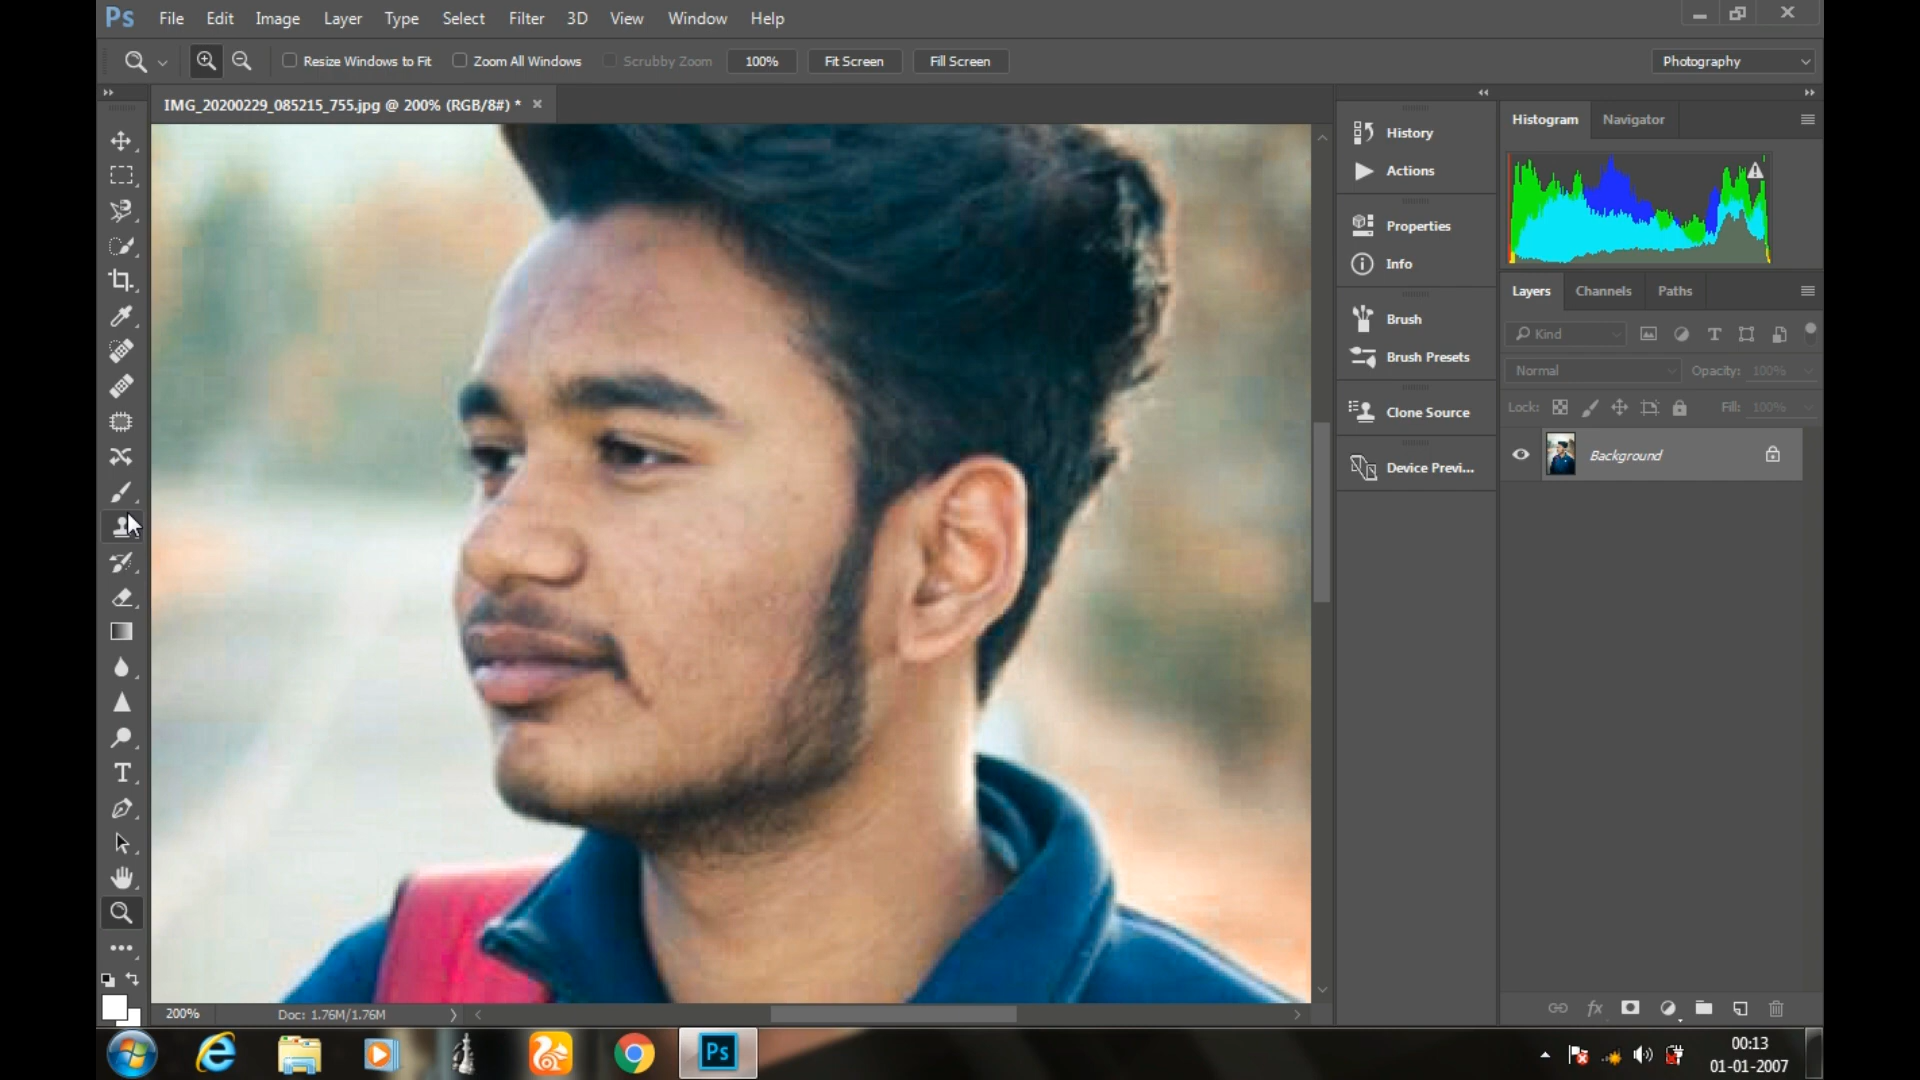 Ps File Edit Image Layer Type Select Filter 3D View Window Help
Resize Windows to Fit Zoom All Windows Scrubby Zoom 100% Fit Screen Fill Screen Photography
IMG_20200229_085215_755.jpg @ 200% (RGB/8#) *
History
Actions
Properties
Info
Brush
Brush Presets
Clone Source
Device Previ...
Histogram Navigator
Layers Channels Paths
Kind
Normal Opacity: 100%
Lock: Fill: 100%
Background
200% Doc: 1.76M/1.76M
Ps
00:13
01-01-2007